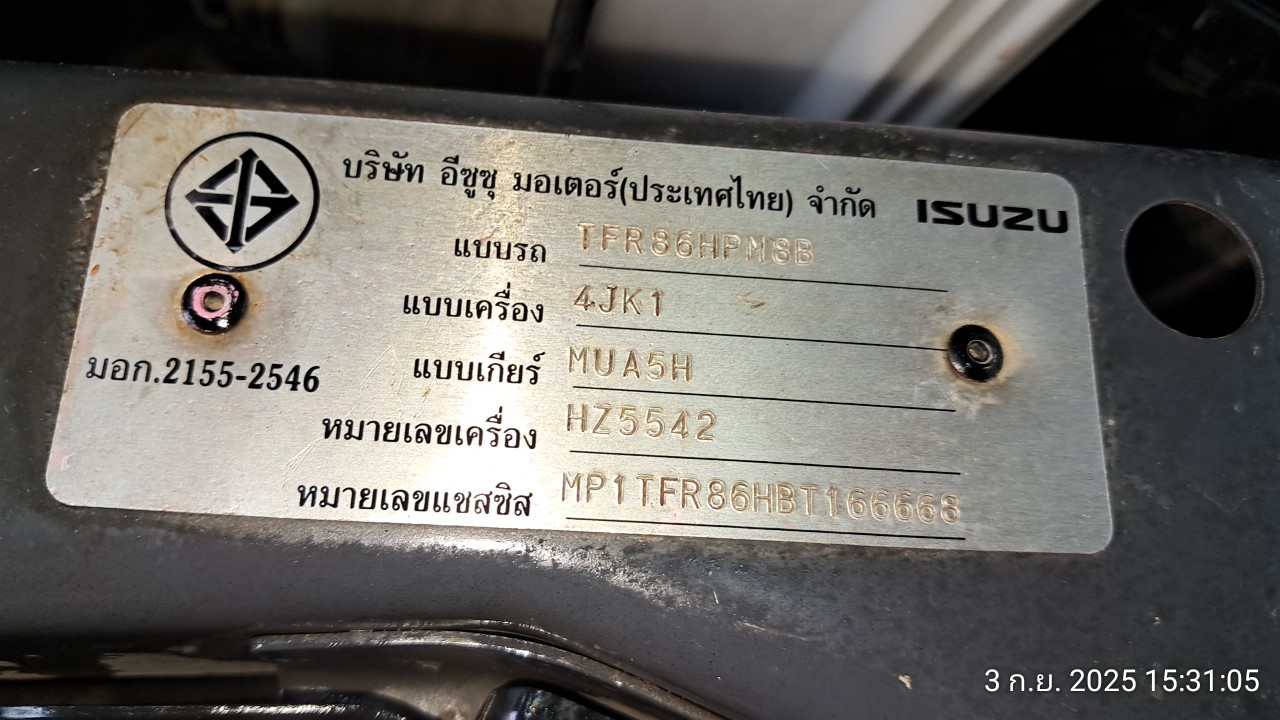 บริษัท อีซูซุ มอเตอร์(ประเทศไทย) จำกัด ISUZU
แบบรถ TFR86HPM8B
แบบเครื่อง 4JK1
มอก.2155-2546 แบบเกียร์ MUA5H
หมายเลขเครื่อง HZ5542
หมายเลขแชสซิส MP1TFR86HBT166668
3 ก.ย. 2025 15:31:05